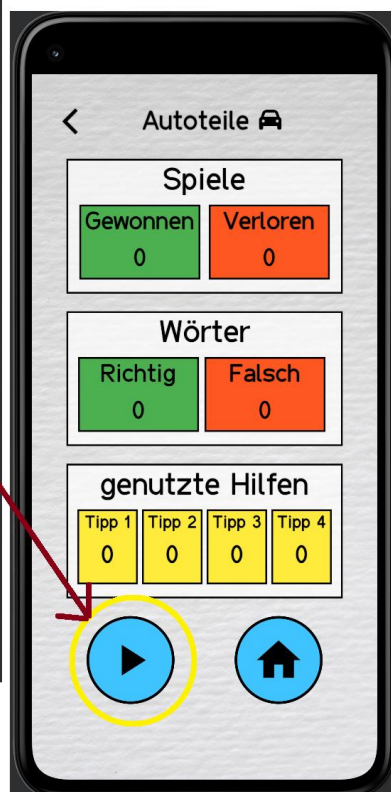 Autoteile
Spiele
Gewonnen Verloren
0 0
Wörter
Richtig Falsch
0 0
genutzte Hilfen
Tipp 1 Tipp 2 Tipp 3 Tipp 4
0 0 0 0